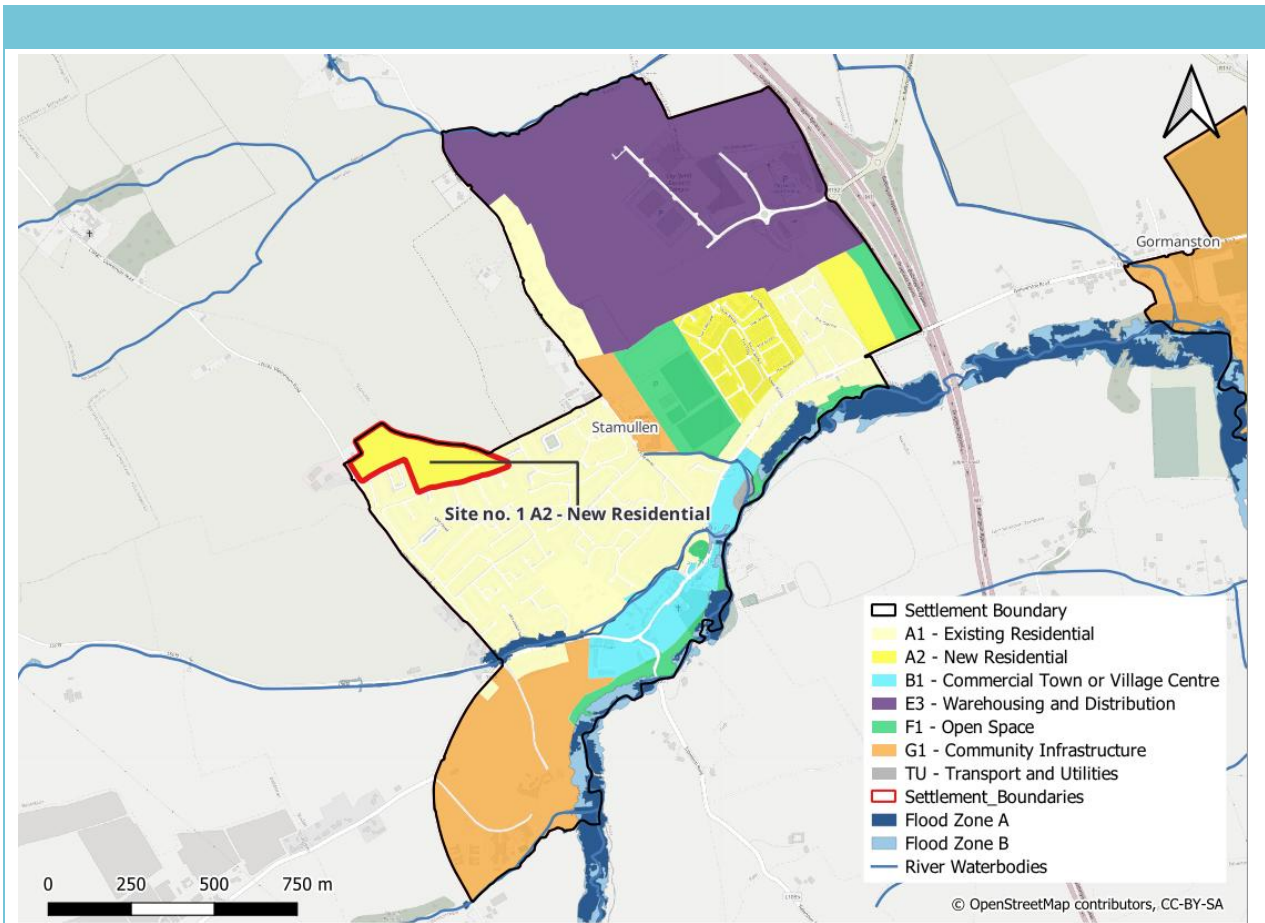 Gormanston
Stamullen
Site no. 1 A2 - New Residential
Settlement Boundary
A1 - Existing Residential
A2 - New Residential
B1 - Commercial Town or Village Centre
E3 - Warehousing and Distribution
F1 - Open Space
G1 - Community Infrastructure
TU - Transport and Utilities
Settlement_Boundaries
Flood Zone A
Flood Zone B
River Waterbodies
0 250 500 750 m
© OpenStreetMap contributors, CC-BY-SA